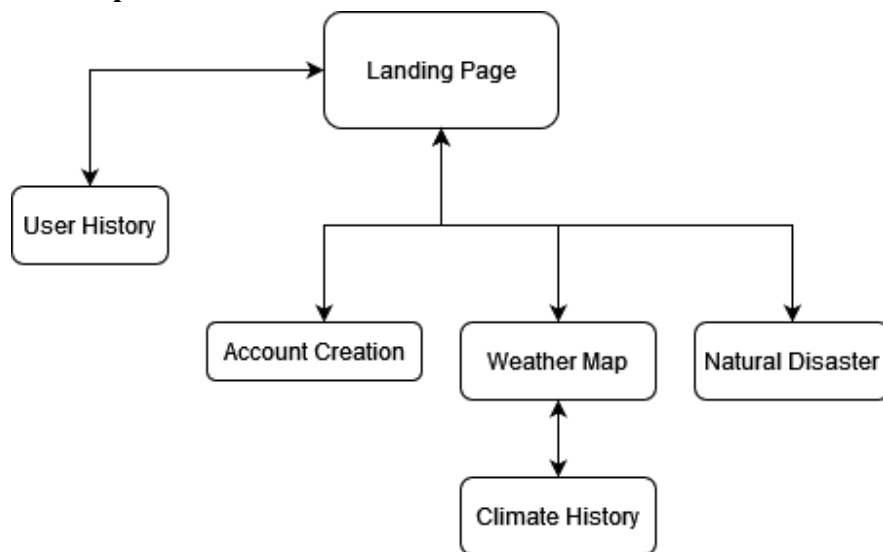 Landing Page
User History
Account Creation
Weather Map
Natural Disaster
Climate History